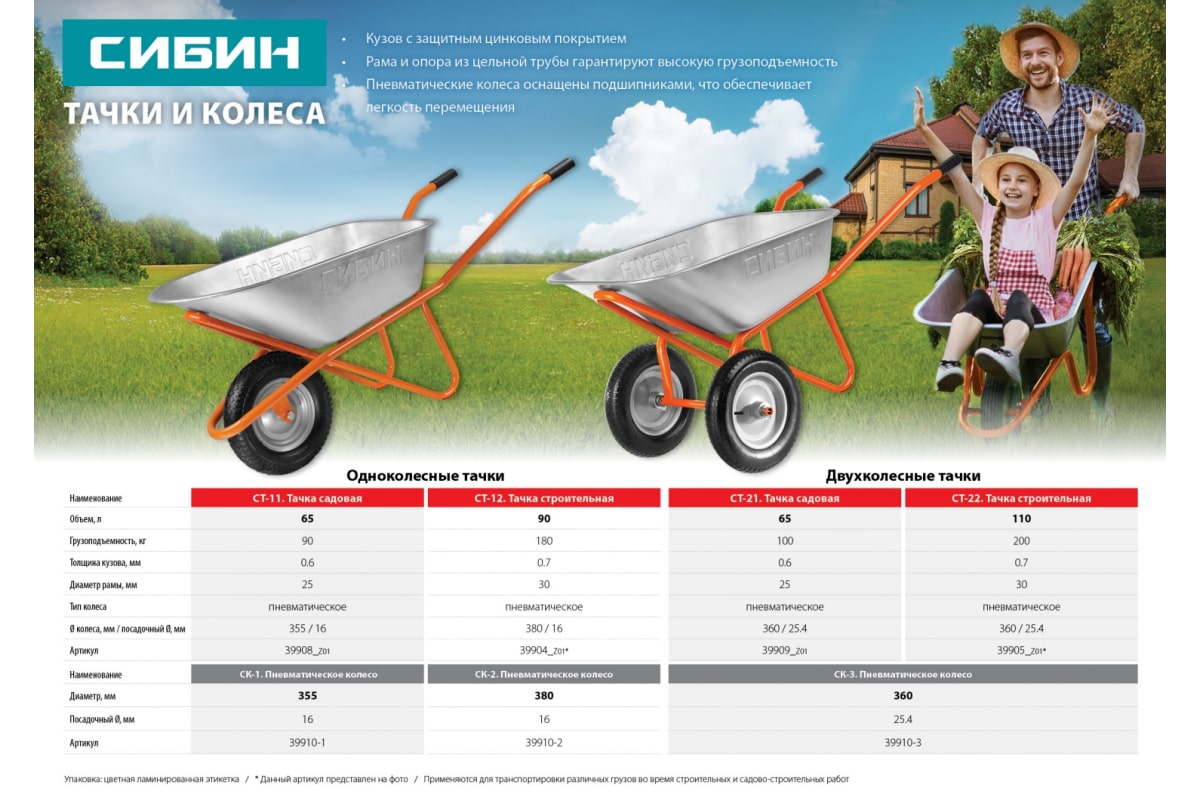 СИБИН
ТАЧКИ И КОЛЕСА
• Кузов с защитным цинковым покрытием
• Рама и опора из цельной трубы гарантируют высокую грузоподъемность
• Пневматические колеса оснащены подшипниками, что обеспечивает
легкость перемещения
СИБИН
СИБИН
СИБИН
СИБИН
Одноколесные тачки Двухколесные тачки
Наименование СТ-11. Тачка садовая СТ-12. Тачка строительная СТ-21. Тачка садовая СТ-22. Тачка строительная
Объем, л 65 90 65 110
Грузоподъемность, кг 90 180 100 200
Толщина кузова, мм 0.6 0.7 0.6 0.7
Диаметр рамы, мм 25 30 25 30
Тип колеса пневматическое пневматическое пневматическое пневматическое
Ø колеса, мм / посадочный Ø, мм 355 / 16 380 / 16 360 / 25.4 360 / 25.4
Артикул 39908_Z01 39904_Z01* 39909_Z01 39905_Z01*
Наименование СК-1. Пневматическое колесо СК-2. Пневматическое колесо СК-3. Пневматическое колесо
Диаметр, мм 355 380 360
Посадочный Ø, мм 16 16 25.4
Артикул 39910-1 39910-2 39910-3
Упаковка: цветная ламинированная этикетка / * Данный артикул представлен на фото / Применяются для транспортировки различных грузов во время строительных и садово-строительных работ